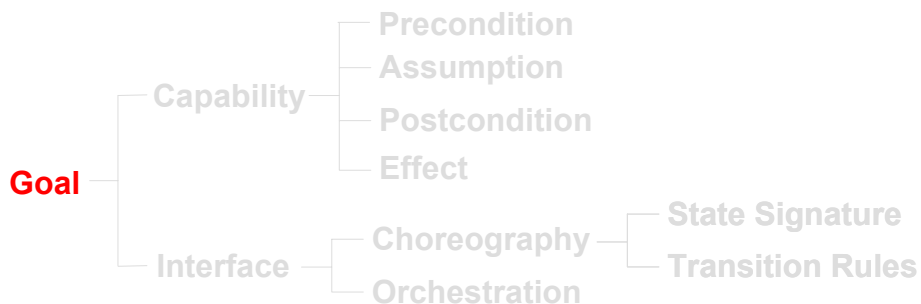 Goal
Capability
Precondition
Assumption
Postcondition
Effect
Interface
Choreography
State Signature
Transition Rules
Orchestration